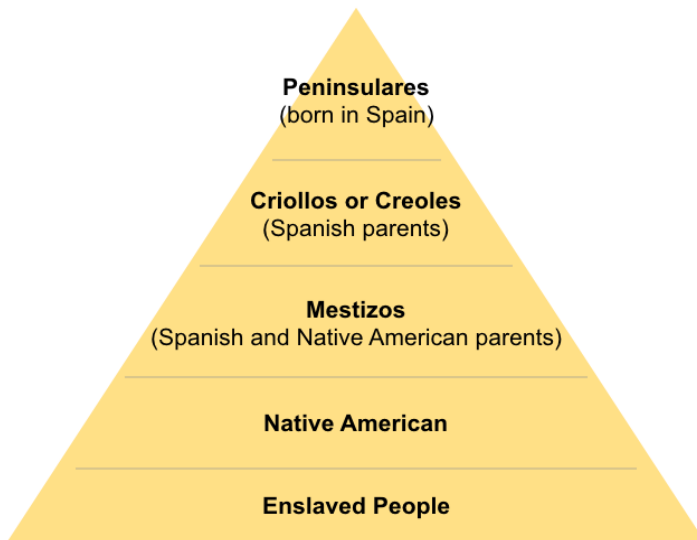 Peninsulares
(born in Spain)
Criollos or Creoles
(Spanish parents)
Mestizos
(Spanish and Native American parents)
Native American
Enslaved People